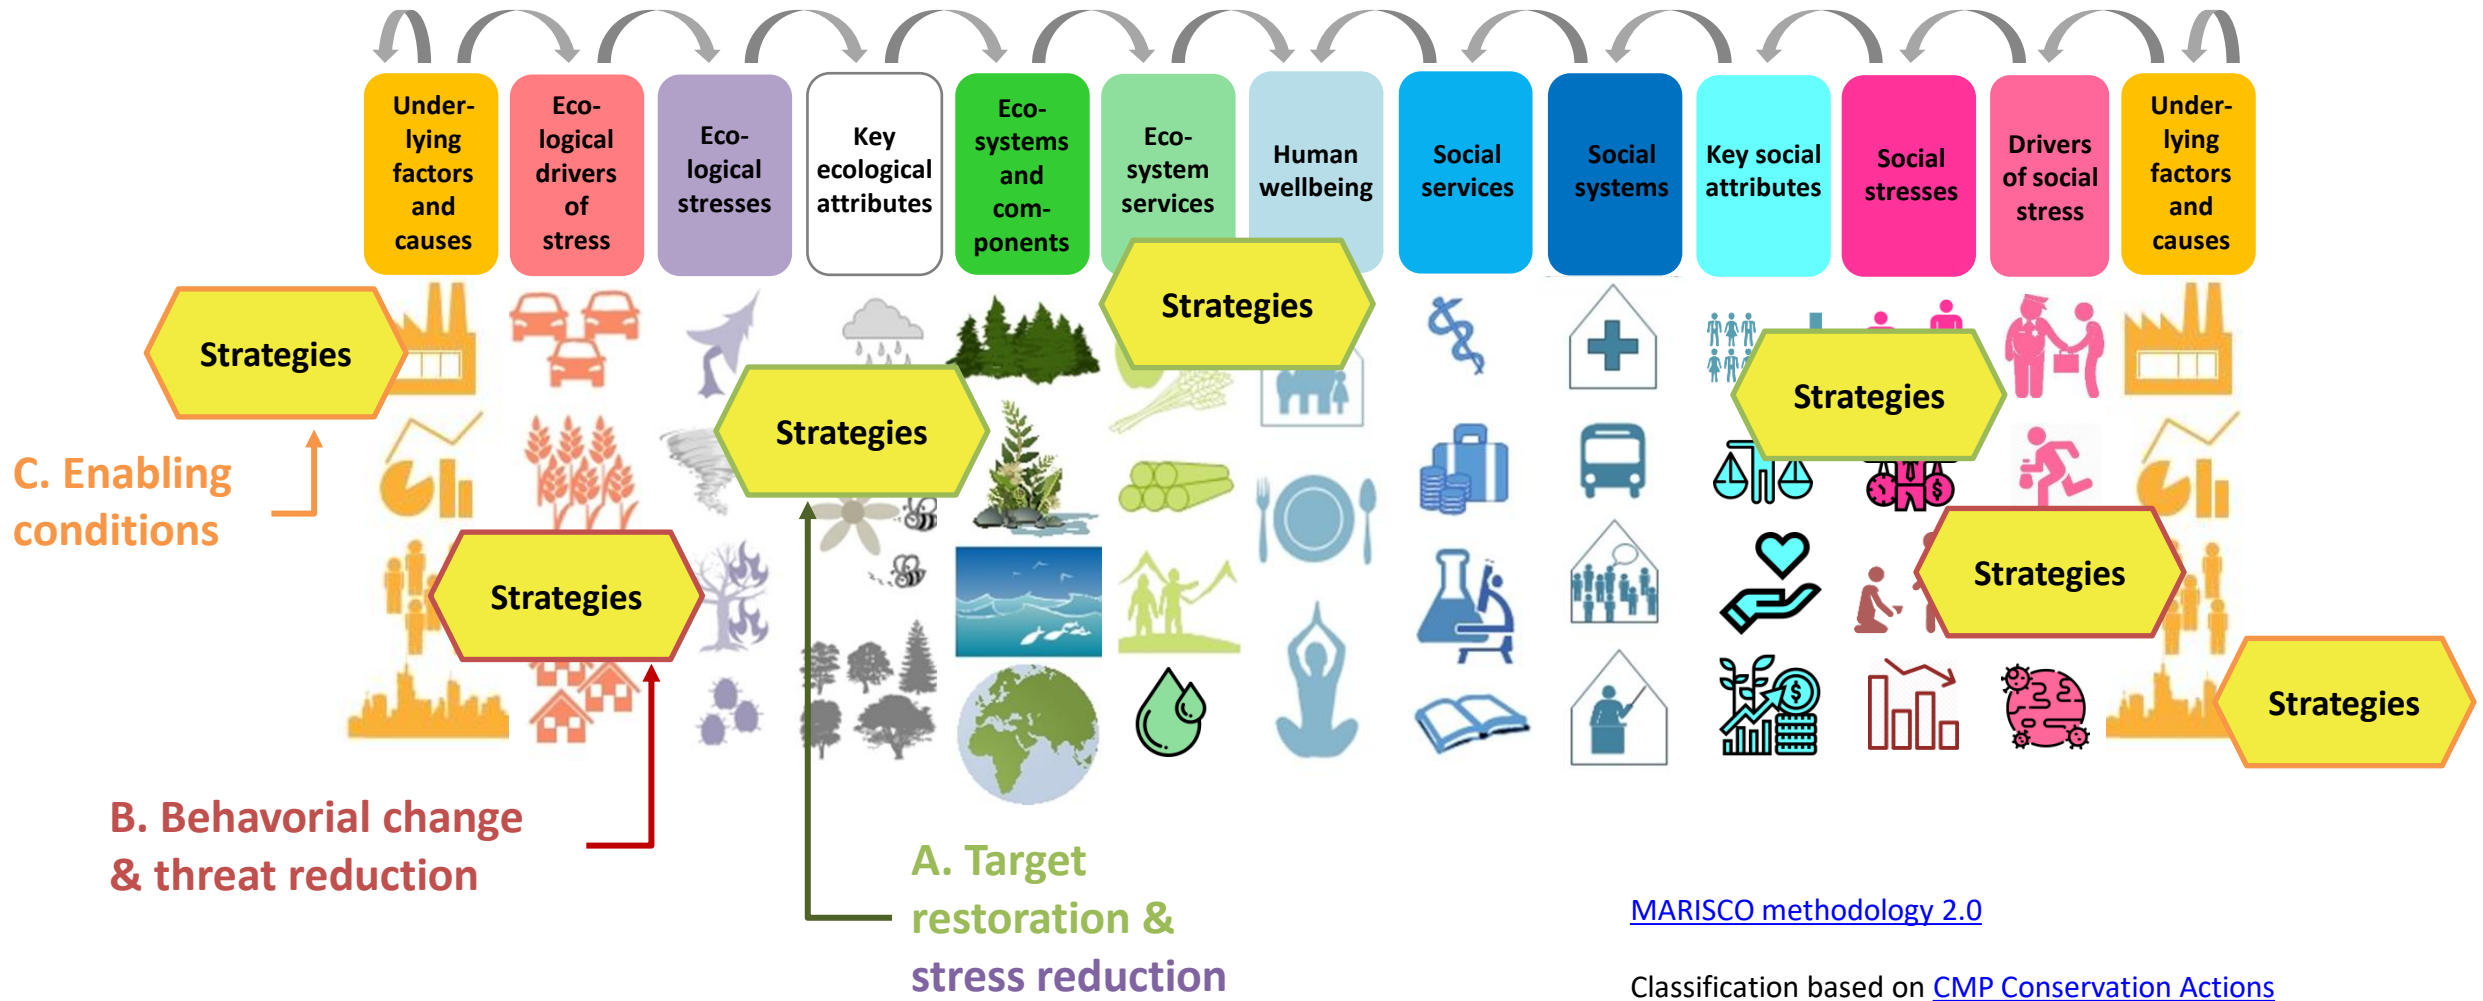 Under-
lying
factors
and
causes
Eco-
logical
drivers
of
stress
Eco-
logical
stresses
Key
ecological
attributes
Eco-
systems
and
com-
ponents
Eco-
system
services
Human
wellbeing
Social
services
Social
systems
Key social
attributes
Social
stresses
Drivers
of social
stress
Under-
lying
factors
and
causes
Strategies
Strategies
Strategies
Strategies
Strategies
Strategies
Strategies
C. Enabling
conditions
B. Behavorial change
& threat reduction
A. Target
restoration &
stress reduction
MARISCO methodology 2.0
Classification based on CMP Conservation Actions